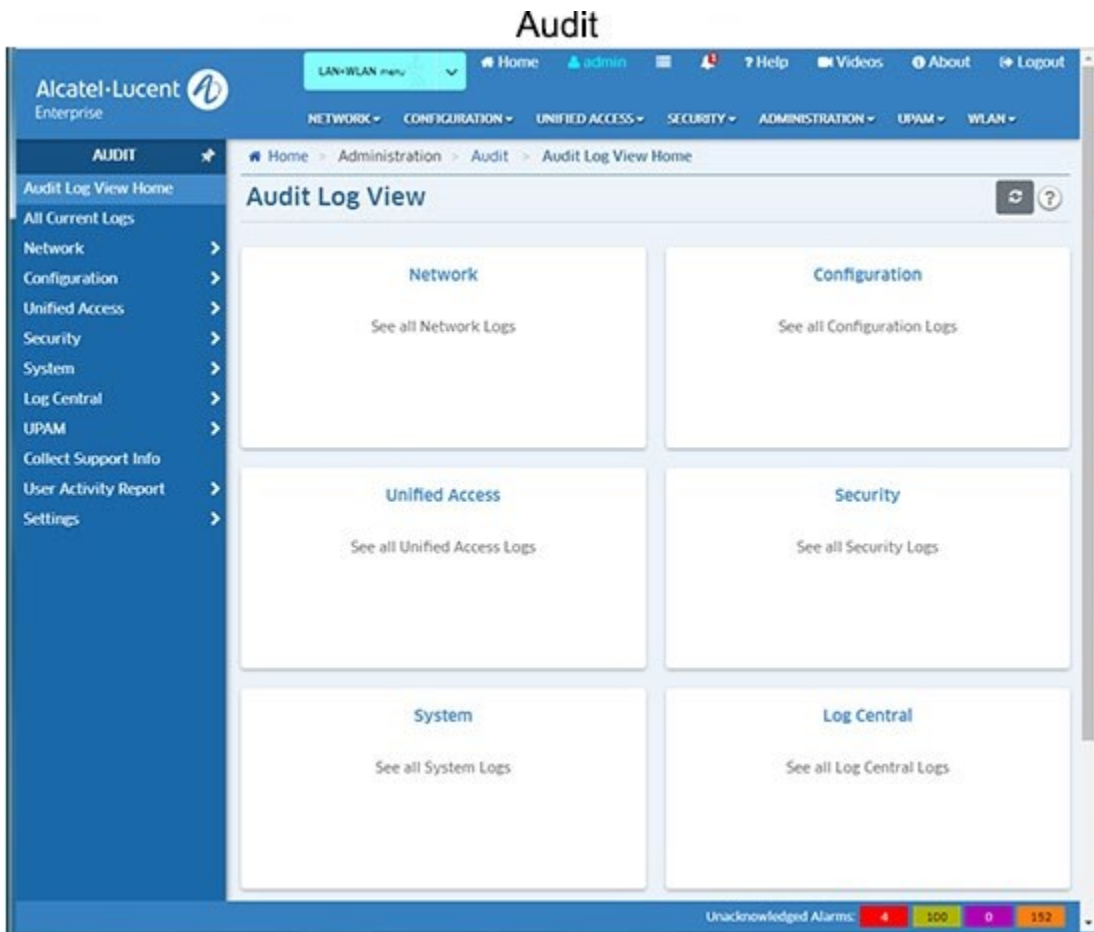 Audit
Alcatel·Lucent
Enterprise
LAN+WLAN menu
Home
admin
? Help
Videos
About
Logout
NETWORK
CONFIGURATION
UNIFIED ACCESS
SECURITY
ADMINISTRATION
UPAM
WLAN
AUDIT
Home > Administration > Audit > Audit Log View Home
Audit Log View Home
All Current Logs
Network
Configuration
Unified Access
Security
System
Log Central
UPAM
Collect Support Info
User Activity Report
Settings
Audit Log View
?
Network
See all Network Logs
Configuration
See all Configuration Logs
Unified Access
See all Unified Access Logs
Security
See all Security Logs
System
See all System Logs
Log Central
See all Log Central Logs
Unacknowledged Alarms: 4 100 0 152